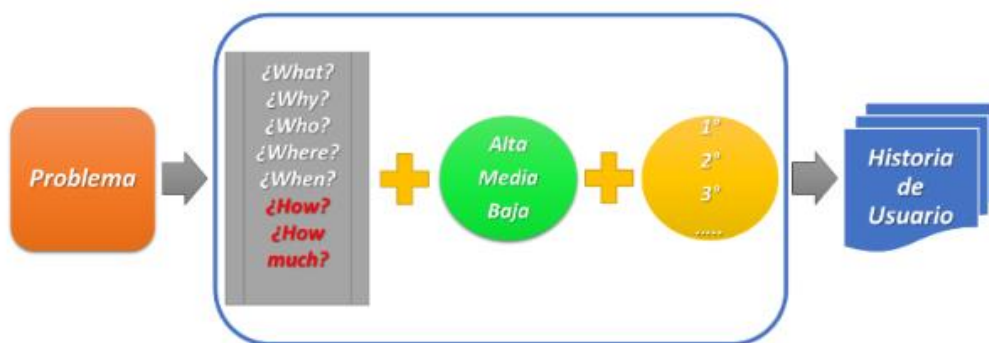 Problema
¿What?
¿Why?
¿Who?
¿Where?
¿When?
¿How?
¿How
much?
Alta
Media
Baja
1º
2º
3º
.....
Historia
de
Usuario